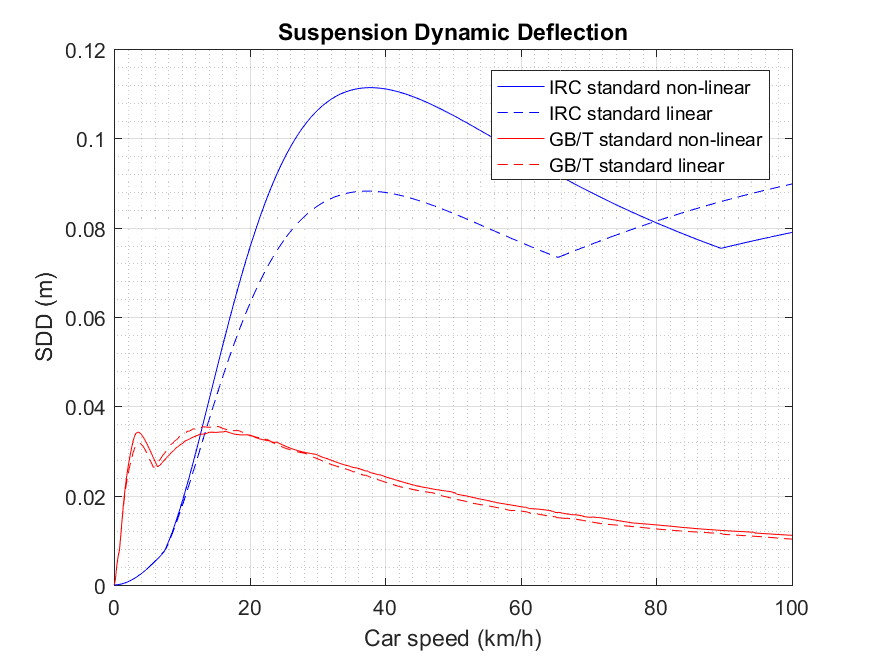 Suspension Dynamic Deflection
0.12
0.1
0.08
0.06
0.04
0.02
0
SDD (m)
IRC standard non-linear
IRC standard linear
GB/T standard non-linear
GB/T standard linear
0 20 40 60 80 100
Car speed (km/h)